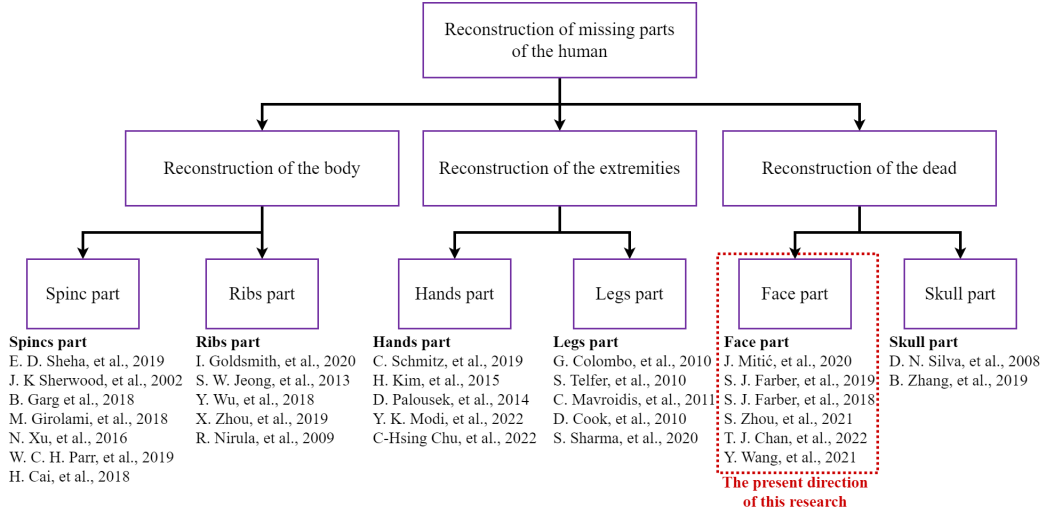 Reconstruction of missing parts
of the human
Reconstruction of the body
Reconstruction of the extremities
Reconstruction of the dead
Spinc part
Ribs part
Hands part
Legs part
Face part
Skull part
Spincs part
E. D. Sheha, et al., 2019
J. K Sherwood, et al., 2002
B. Garg et al., 2018
M. Girolami, et al., 2018
N. Xu, et al., 2016
W. C. H. Parr, et al., 2019
H. Cai, et al., 2018
Ribs part
I. Goldsmith, et al., 2020
S. W. Jeong, et al., 2013
Y. Wu, et al., 2018
X. Zhou, et al., 2019
R. Nirula, et al., 2009
Hands part
C. Schmitz, et al., 2019
H. Kim, et al., 2015
D. Palousek, et al., 2014
Y. K. Modi, et al., 2022
C-Hsing Chu, et al., 2022
Legs part
G. Colombo, et al., 2010
S. Telfer, et al., 2010
C. Mavroidis, et al., 2011
D. Cook, et al., 2010
S. Sharma, et al., 2020
Face part
J. Mitić, et al., 2020
S. J. Farber, et al., 2019
S. J. Farber, et al., 2018
S. Zhou, et al., 2021
T. J. Chan, et al., 2022
Y. Wang, et al., 2021
The present direction
of this research
Skull part
D. N. Silva, et al., 2008
B. Zhang, et al., 2019